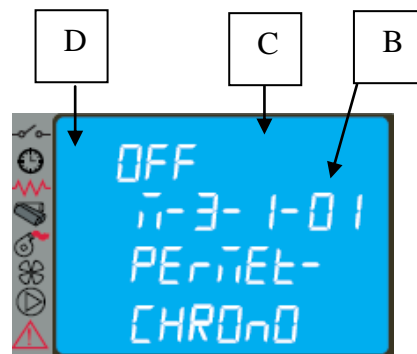 D C B
OFF
M-3-1-01
PERMET-
CHRONO